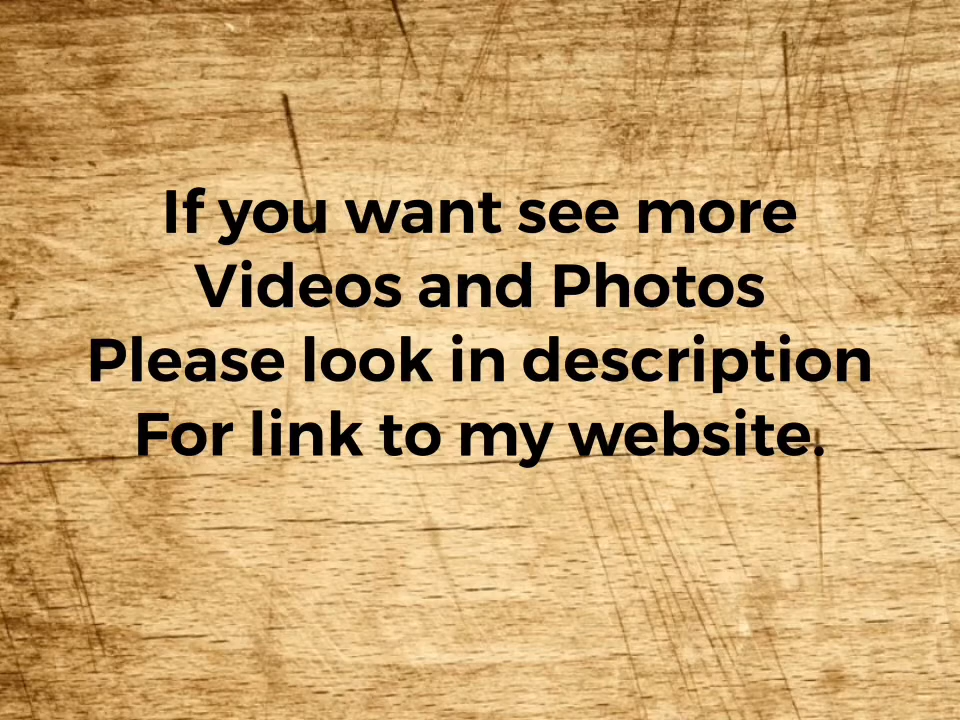 If you want see more
Videos and Photos
Please look in description
For link to my website.